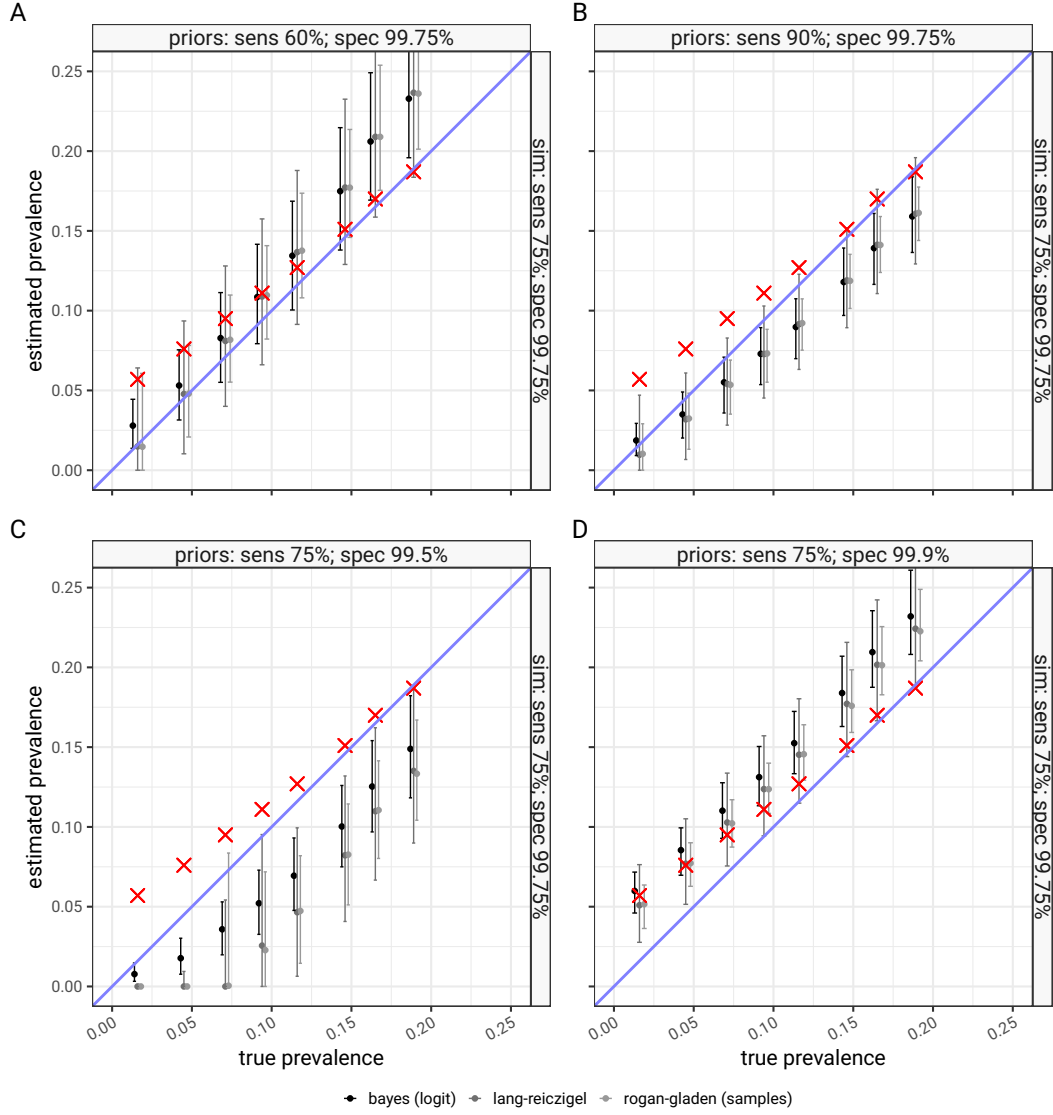 A
priors: sens 60%; spec 99.75%
estimated prevalence
0.25
0.20
0.15
0.10
0.05
0.00
sim: sens 75%; spec 99.75%
B
priors: sens 90%; spec 99.75%
sim: sens 75%; spec 99.75%
C
priors: sens 75%; spec 99.5%
estimated prevalence
0.25
0.20
0.15
0.10
0.05
0.00
sim: sens 75%; spec 99.75%
0.00 0.05 0.10 0.15 0.20 0.25
true prevalence
D
priors: sens 75%; spec 99.9%
sim: sens 75%; spec 99.75%
0.00 0.05 0.10 0.15 0.20 0.25
true prevalence
bayes (logit) lang-reiczigel rogan-gladen (samples)